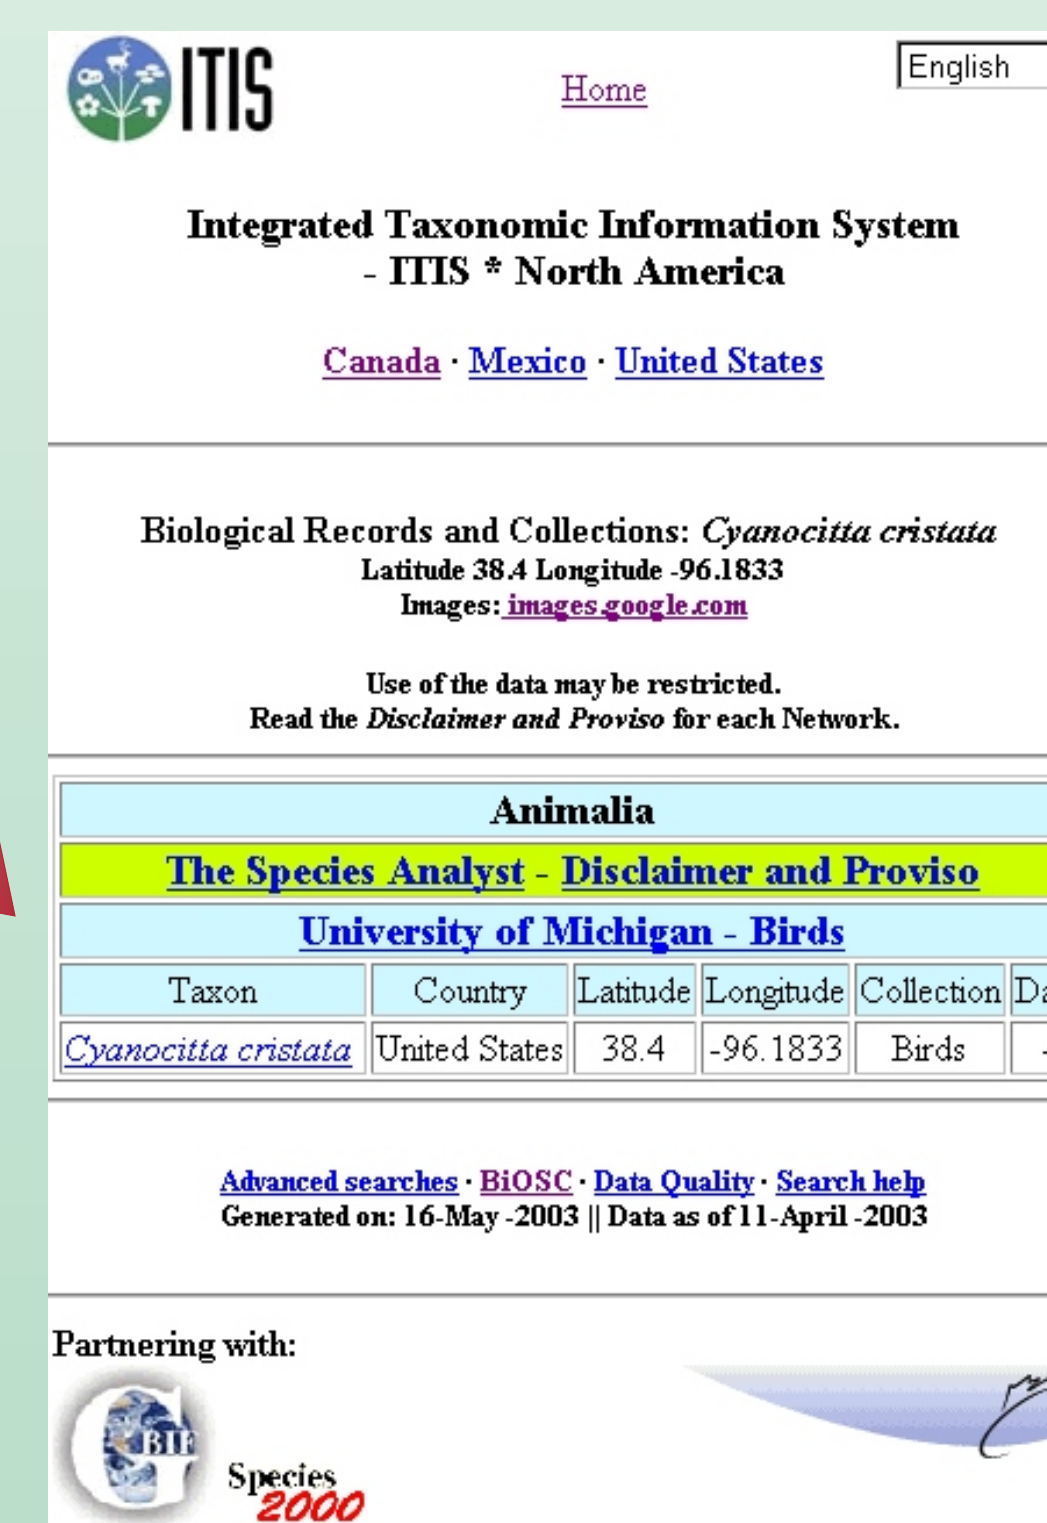 ITIS
Home
English
Integrated Taxonomic Information System
- ITIS * North America
Canada · Mexico · United States
Biological Records and Collections: Cyanocitta cristata
Latitude 38.4 Longitude -96.1833
Images: images.google.com
Use of the data may be restricted.
Read the Disclaimer and Proviso for each Network.
Animalia
The Species Analyst - Disclaimer and Proviso
University of Michigan - Birds
Taxon Country Latitude Longitude Collection
Cyanocitta cristata United States 38.4 -96.1833 Birds
Advanced searches · BiOSC · Data Quality · Search help
Generated on: 16-May -2003 || Data as of 11-April -2003
Partnering with:
GBIF
Species
2000